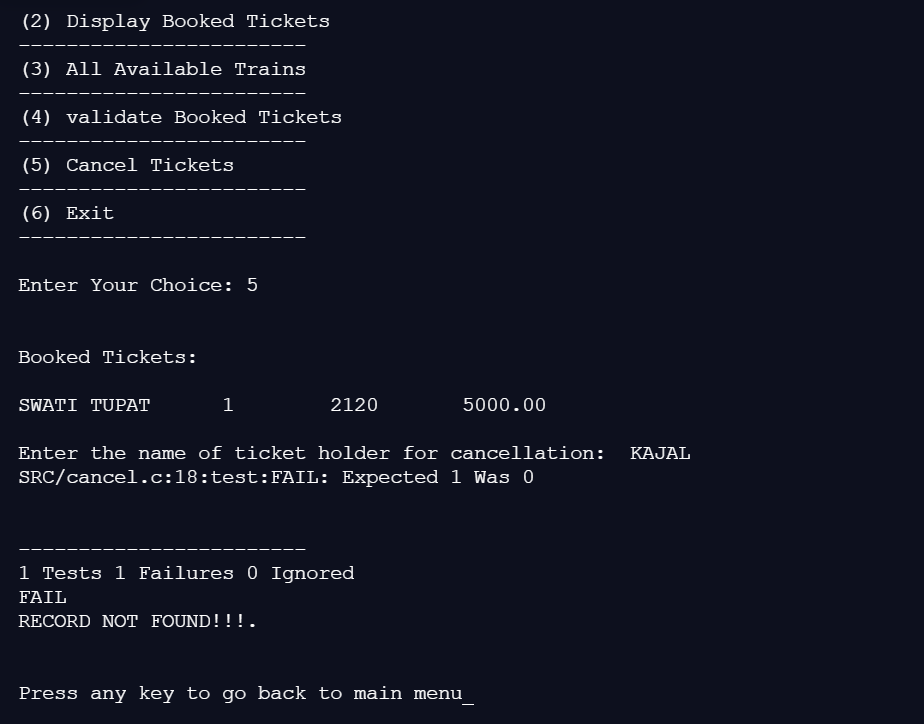 (2) Display Booked Tickets
------------------------
(3) All Available Trains
------------------------
(4) validate Booked Tickets
------------------------
(5) Cancel Tickets
------------------------
(6) Exit
------------------------
Enter Your Choice: 5
Booked Tickets:
SWATI TUPAT      1        2120       5000.00
Enter the name of ticket holder for cancellation:  KAJAL
SRC/cancel.c:18:test:FAIL: Expected 1 Was 0
------------------------
1 Tests 1 Failures 0 Ignored
FAIL
RECORD NOT FOUND!!!.
Press any key to go back to main menu_